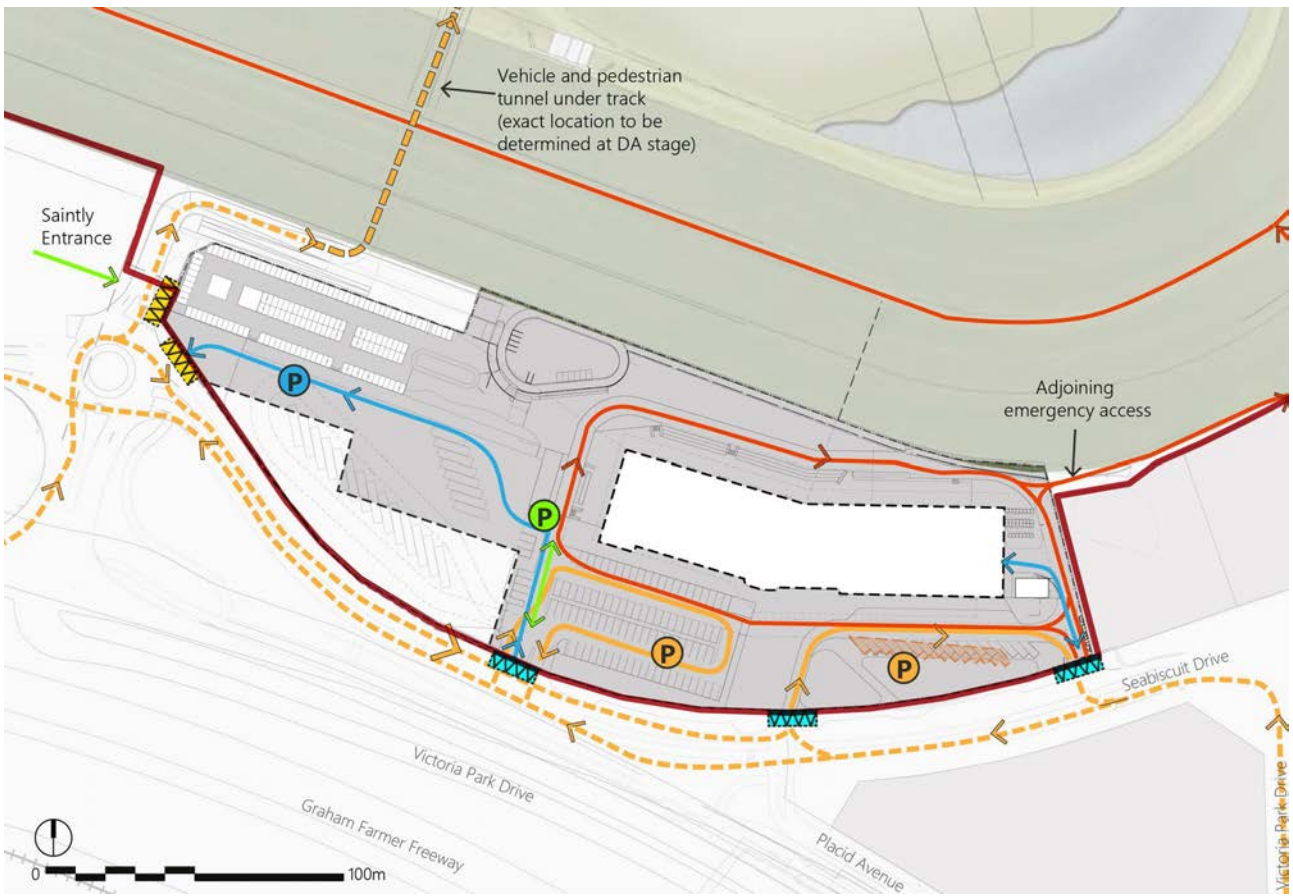 Vehicle and pedestrian
tunnel under track
(exact location to be
determined at DA stage)
Saintly
Entrance
Adjoining
emergency access
P
P
P
P
Seabiscuit Drive
Victoria Park Drive
Victoria Park Drive
Graham Farmer Freeway
Placid Avenue
0
100m